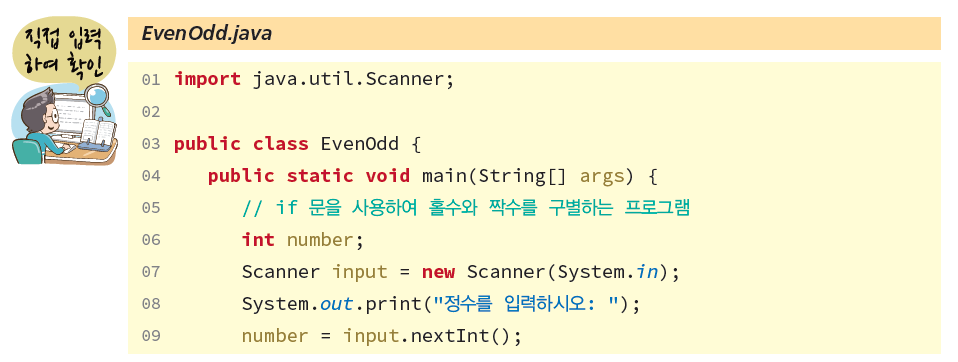 직접 입력
하여 확인
EvenOdd.java
01 import java.util.Scanner;
02
03 public class EvenOdd {
04    public static void main(String[] args) {
05       // if 문을 사용하여 홀수와 짝수를 구별하는 프로그램
06       int number;
07       Scanner input = new Scanner(System.in);
08       System.out.print("정수를 입력하시오: ");
09       number = input.nextInt();